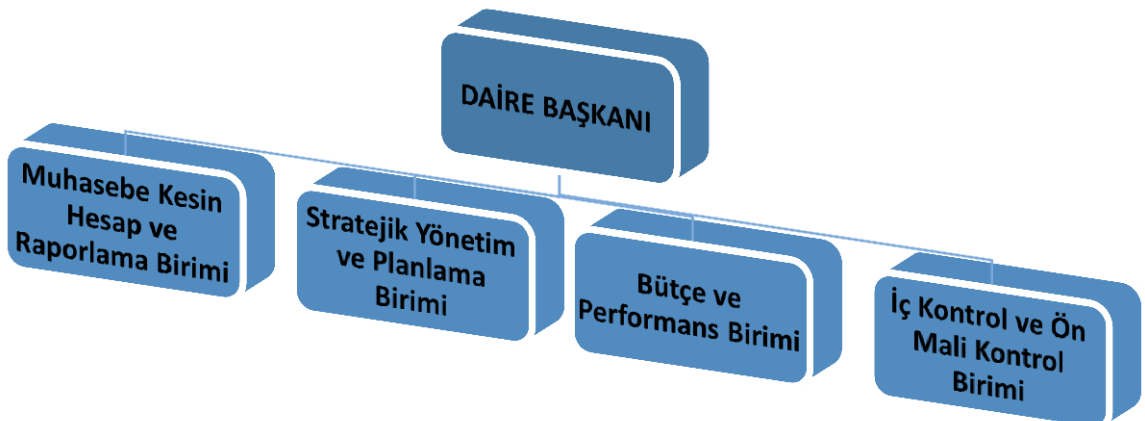 DAİRE BAŞKANI
Muhasebe Kesin
Hesap ve
Raporlama Birimi
Stratejik Yönetim
ve Planlama
Birimi
Bütçe ve
Performans Birimi
İç Kontrol ve Ön
Mali Kontrol
Birimi